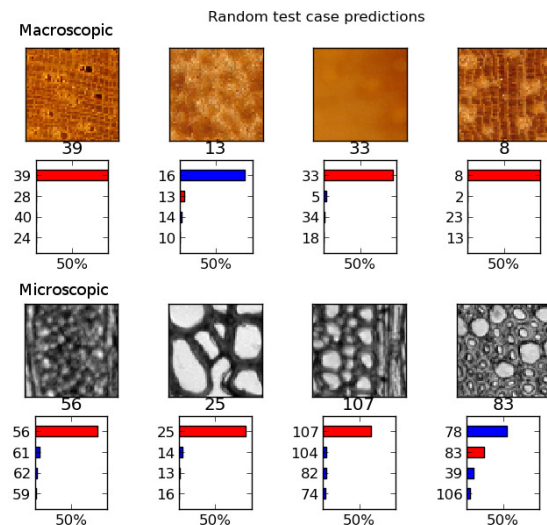 Random test case predictions
Macroscopic
39 13 33 8
39 16 33 8
28 13 5 2
40 14 34 23
24 10 18 13
50% 50% 50% 50%
Microscopic
56 25 107 83
56 25 107 78
61 14 104 83
62 13 82 39
59 16 74 106
50% 50% 50% 50%